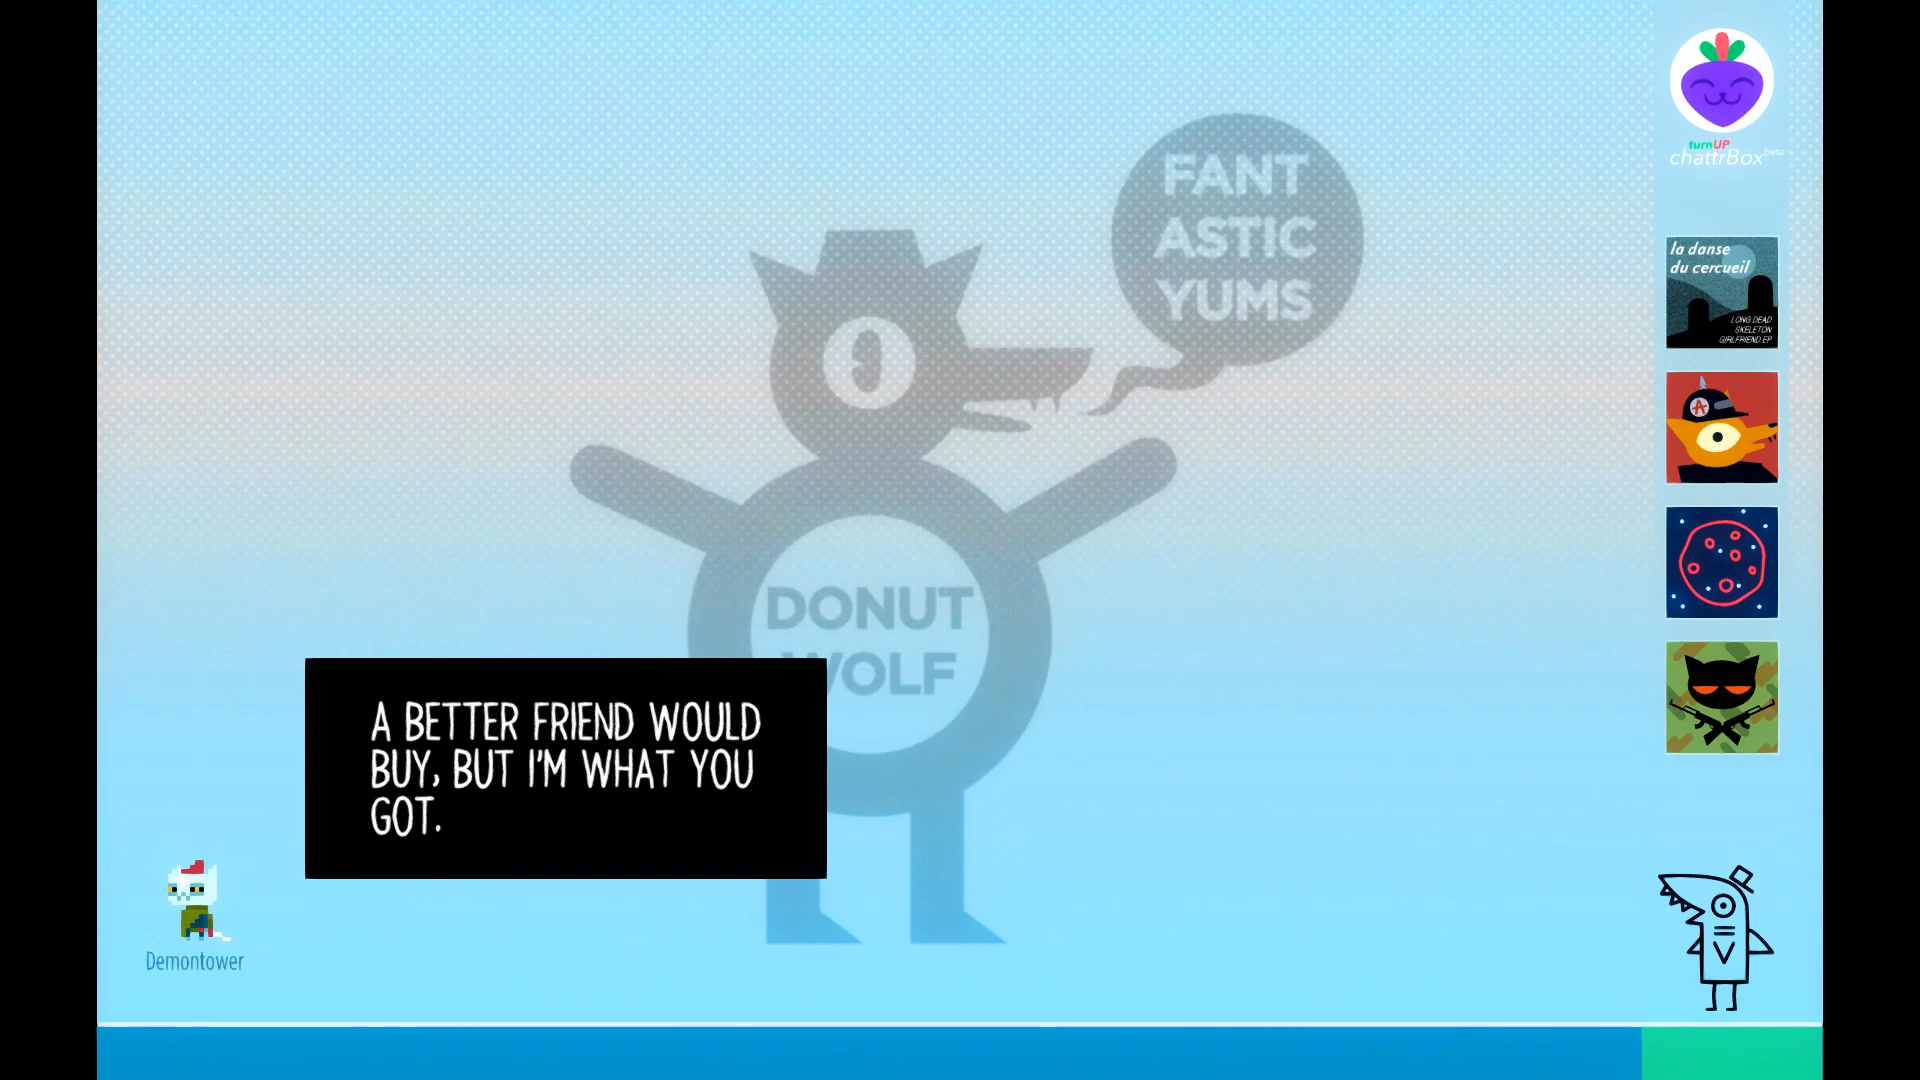 FANT
ASTIC
YUMS
DONUT
WOLF
turnUP
chattrBox beta
la danse
du cercueil
LONG DEAD
SKELETON
GIRLFRIEND EP
A
A BETTER FRIEND WOULD
BUY, BUT I'M WHAT YOU
GOT.
Demontower